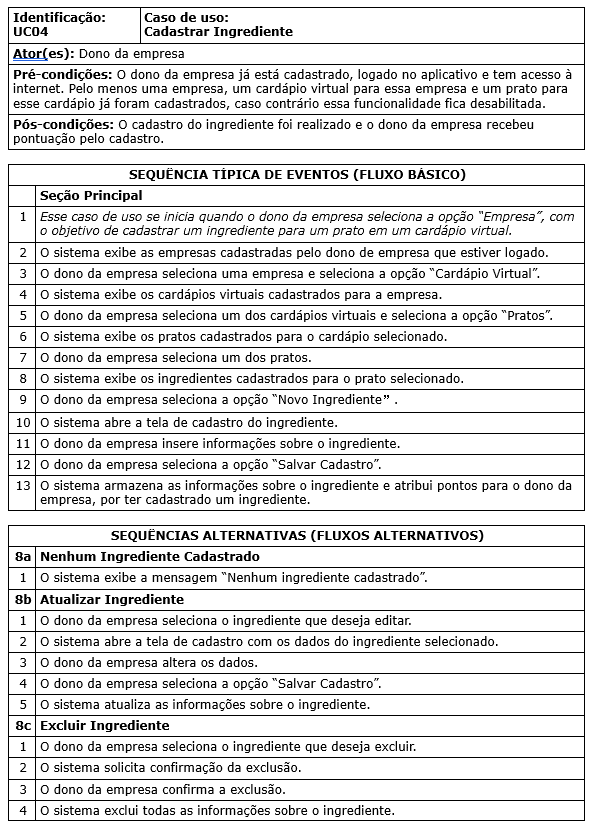 Identificação: Caso de uso:
UC04 Cadastrar Ingrediente
Ator(es): Dono da empresa
Pré-condições: O dono da empresa já está cadastrado, logado no aplicativo e tem acesso à
internet. Pelo menos uma empresa, um cardápio virtual para essa empresa e um prato para
esse cardápio já foram cadastrados, caso contrário essa funcionalidade fica desabilitada.
Pós-condições: O cadastro do ingrediente foi realizado e o dono da empresa recebeu
pontuação pelo cadastro.
SEQUÊNCIA TÍPICA DE EVENTOS (FLUXO BÁSICO)
Seção Principal
1 Esse caso de uso se inicia quando o dono da empresa seleciona a opção “Empresa”, com
o objetivo de cadastrar um ingrediente para um prato em um cardápio virtual.
2 O sistema exibe as empresas cadastradas pelo dono de empresa que estiver logado.
3 O dono da empresa seleciona uma empresa e seleciona a opção “Cardápio Virtual”.
4 O sistema exibe os cardápios virtuais cadastrados para a empresa.
5 O dono da empresa seleciona um dos cardápios virtuais e seleciona a opção “Pratos”.
6 O sistema exibe os pratos cadastrados para o cardápio selecionado.
7 O dono da empresa seleciona um dos pratos.
8 O sistema exibe os ingredientes cadastrados para o prato selecionado.
9 O dono da empresa seleciona a opção “Novo Ingrediente” .
10 O sistema abre a tela de cadastro do ingrediente.
11 O dono da empresa insere informações sobre o ingrediente.
12 O dono da empresa seleciona a opção “Salvar Cadastro”.
13 O sistema armazena as informações sobre o ingrediente e atribui pontos para o dono da
empresa, por ter cadastrado um ingrediente.
SEQUÊNCIAS ALTERNATIVAS (FLUXOS ALTERNATIVOS)
8a Nenhum Ingrediente Cadastrado
1 O sistema exibe a mensagem “Nenhum ingrediente cadastrado”.
8b Atualizar Ingrediente
1 O dono da empresa seleciona o ingrediente que deseja editar.
2 O sistema abre a tela de cadastro com os dados do ingrediente selecionado.
3 O dono da empresa altera os dados.
4 O dono da empresa seleciona a opção “Salvar Cadastro”.
5 O sistema atualiza as informações sobre o ingrediente.
8c Excluir Ingrediente
1 O dono da empresa seleciona o ingrediente que deseja excluir.
2 O sistema solicita confirmação da exclusão.
3 O dono da empresa confirma a exclusão.
4 O sistema exclui todas as informações sobre o ingrediente.